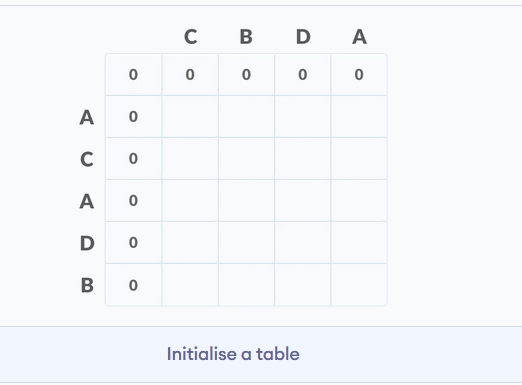 C B D A
0 0 0 0 0
A 0
C 0
A 0
D 0
B 0
Initialise a table